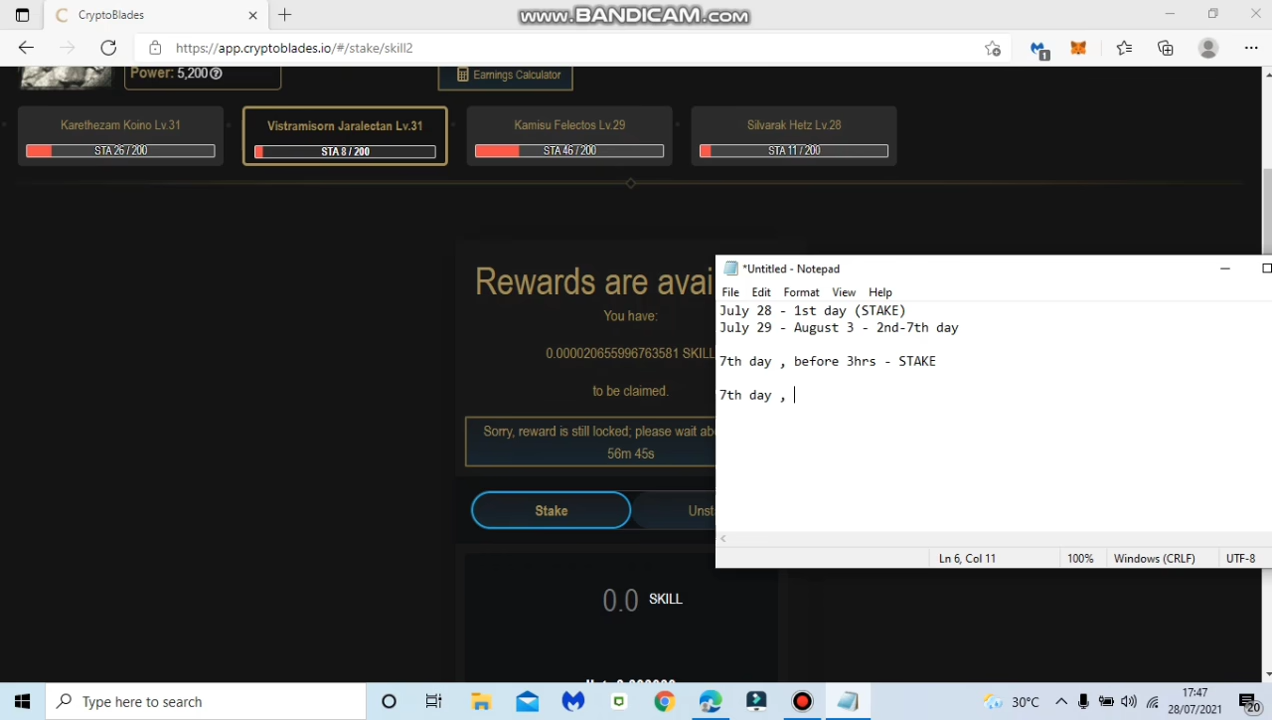 CryptoBlades
www.BANDICAM.com
https://app.cryptoblades.io/#/stake/skill2
1
Power: 5,200
Earnings Calculator
Karethezam Koino Lv.31
STA 26 / 200
Vistramisorn Jaralectan Lv.31
STA 8 / 200
Kamisu Felectos Lv.29
STA 46 / 200
Silvarak Hetz Lv.28
STA 11 / 200
Rewards are avai
You have:
0.000020655996763581 SKILL
to be claimed.
Sorry, reward is still locked; please wait abo
56m 45s
Stake
Unst
0.0 SKILL
*Untitled - Notepad
File Edit Format View Help
July 28 - 1st day (STAKE)
July 29 - August 3 - 2nd-7th day
7th day , before 3hrs - STAKE
7th day ,
Ln 6, Col 11
100%
Windows (CRLF)
UTF-8
Type here to search
30°C
17:47
28/07/2021
20